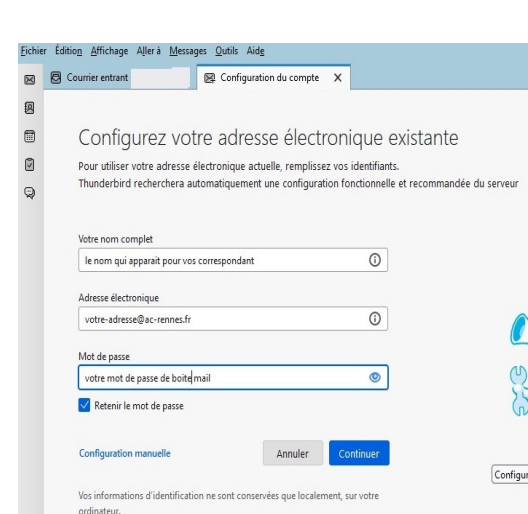 Fichier Édition Affichage Aller à Messages Outils Aide
Courrier entrant
Configuration du compte X
Configurez votre adresse électronique existante
Pour utiliser votre adresse électronique actuelle, remplissez vos identifiants.
Thunderbird recherchera automatiquement une configuration fonctionnelle et recommandée du serveur
Votre nom complet
le nom qui apparait pour vos correspondant
Adresse électronique
votre-adresse@ac-rennes.fr
Mot de passe
votre mot de passe de boite mail
Retenir le mot de passe
Configuration manuelle Annuler Continuer
Configur
Vos informations d'identification ne sont conservées que localement, sur votre
ordinateur.